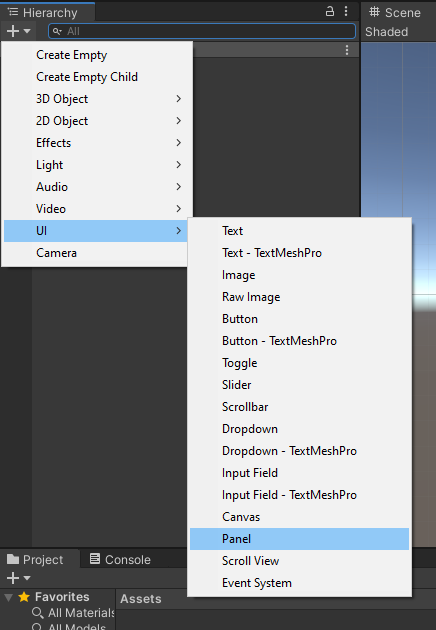 Hierarchy
Scene
All
Shaded
Create Empty
Create Empty Child
3D Object
2D Object
Effects
Light
Audio
Video
UI
Camera
Text
Text - TextMeshPro
Image
Raw Image
Button
Button - TextMeshPro
Toggle
Slider
Scrollbar
Dropdown
Dropdown - TextMeshPro
Input Field
Input Field - TextMeshPro
Canvas
Panel
Scroll View
Event System
Project
Console
Favorites
Assets
All Materials
All Models